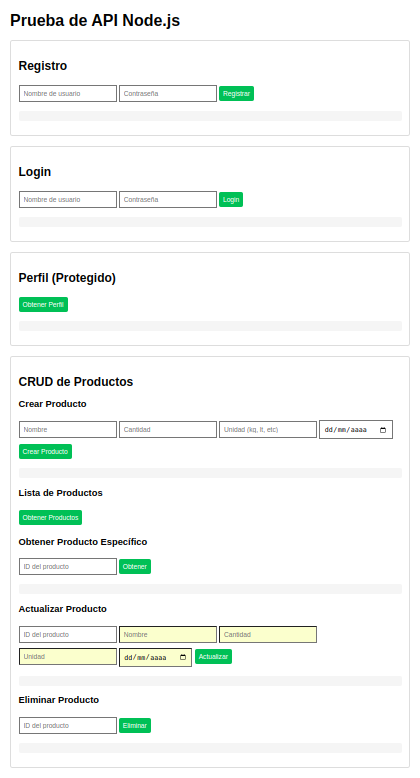 Prueba de API Node.js
Registro
Nombre de usuario Contraseña Registrar
Login
Nombre de usuario Contraseña Login
Perfil (Protegido)
Obtener Perfil
CRUD de Productos
Crear Producto
Nombre Cantidad Unidad (kq, lt, etc) dd/mm/aaaa
Crear Producto
Lista de Productos
Obtener Productos
Obtener Producto Específico
ID del producto Obtener
Actualizar Producto
ID del producto Nombre Cantidad
Unidad dd/mm/aaaa Actualizar
Eliminar Producto
ID del producto Eliminar